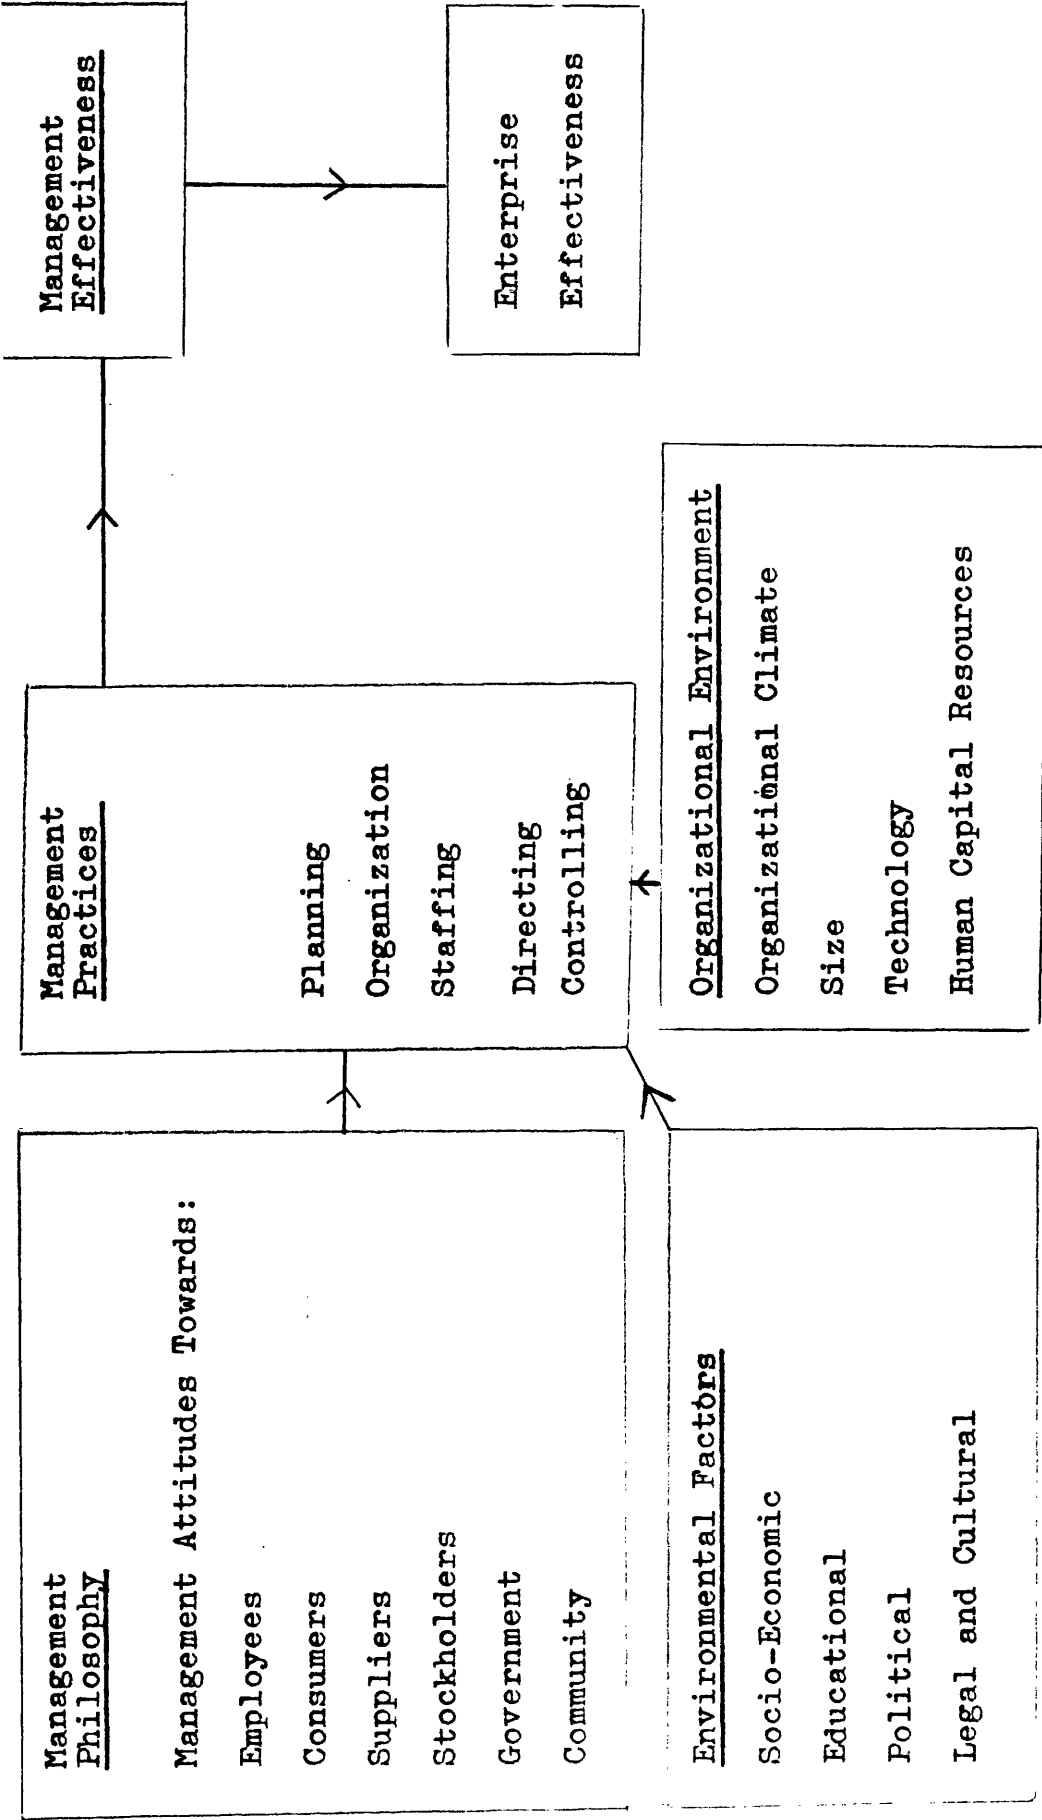 Management
Philosophy
Management Attitudes Towards:
Employees
Consumers
Suppliers
Stockholders
Government
Community
Environmental Factors
Socio-Economic
Educational
Political
Legal and Cultural
Management
Practices
Planning
Organization
Staffing
Directing
Controlling
Organizational Environment
Organizational Climate
Size
Technology
Human Capital Resources
Management
Effectiveness
Enterprise
Effectiveness